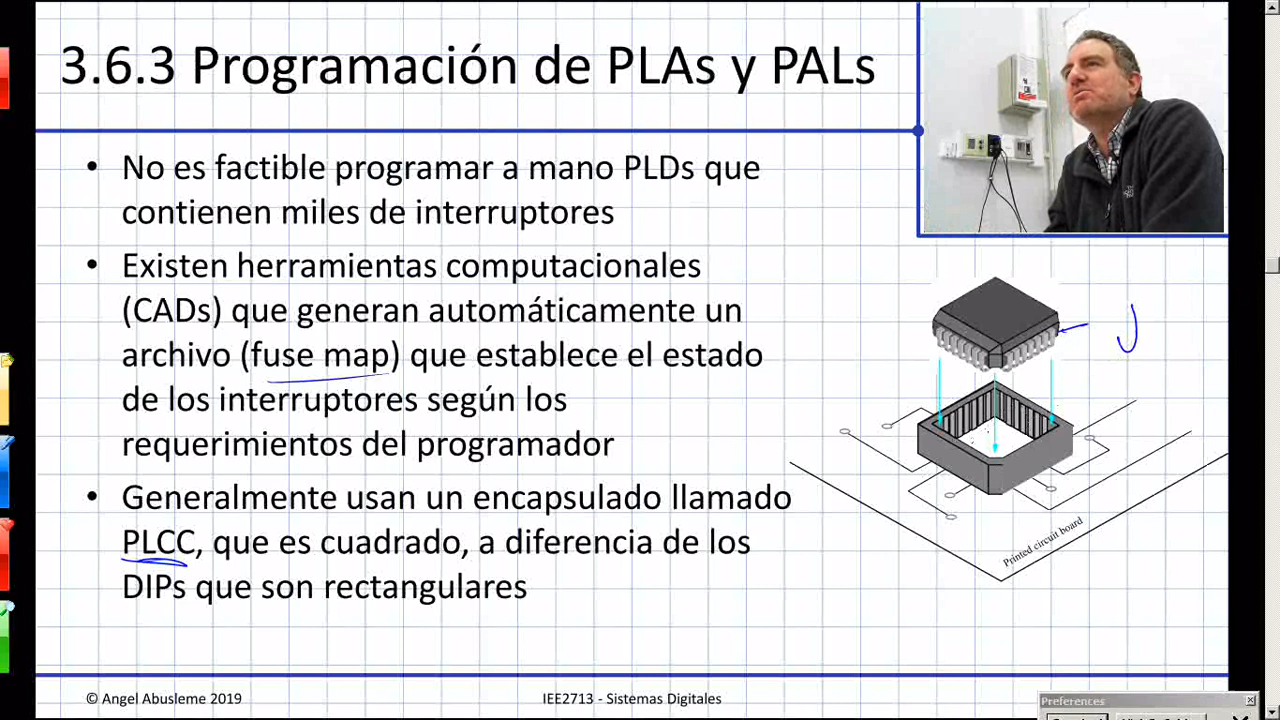 3.6.3 Programación de PLAs y PALs
• No es factible programar a mano PLDs que
contienen miles de interruptores
• Existen herramientas computacionales
(CADs) que generan automáticamente un
archivo (fuse map) que establece el estado
de los interruptores según los
requerimientos del programador
• Generalmente usan un encapsulado llamado
PLCC, que es cuadrado, a diferencia de los
DIPs que son rectangulares
J
Printed circuit board
© Angel Abusleme 2019
IEE2713 - Sistemas Digitales
Preferences